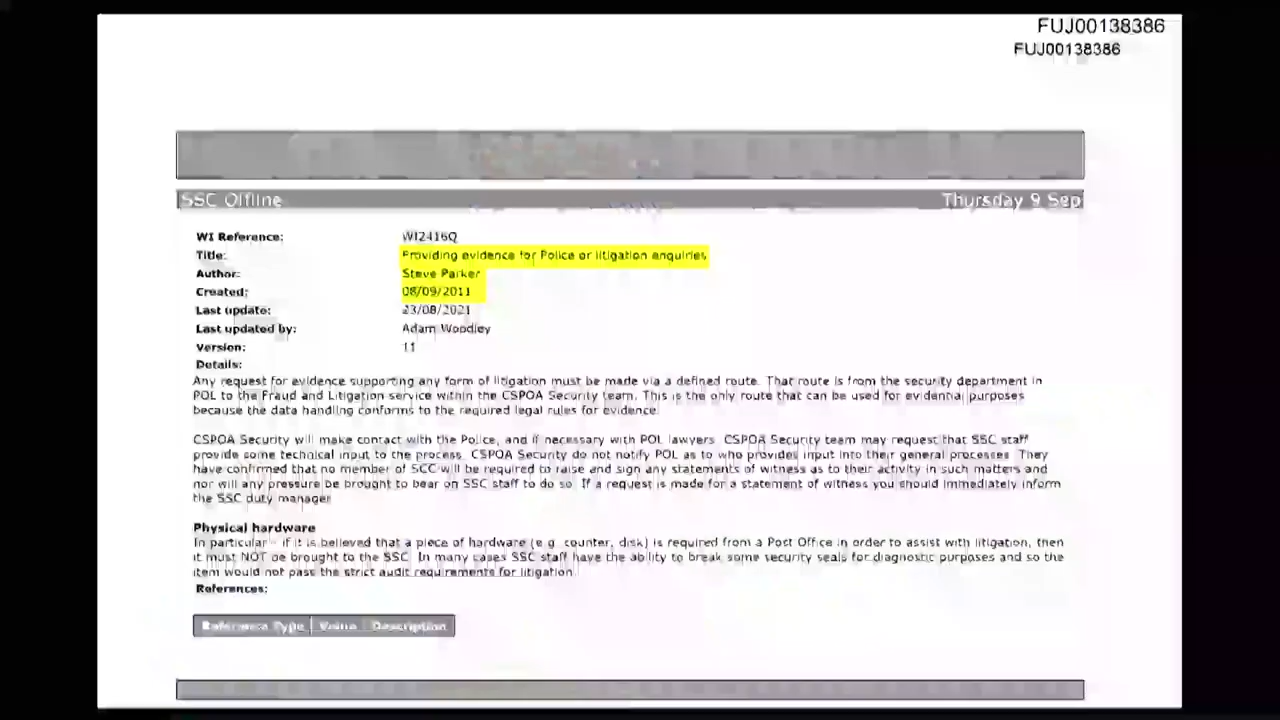 FUJ00138386
FUJ00138386
SSC Offline Thursday 9 Sep
WI Reference: WI2416Q
Title: Providing evidence for Police or litigation enquiries
Author: Steve Parker
Created: 08/09/2011
Last update: 23/08/2021
Last updated by: Adam Woodley
Version: 11
Details:
Any request for evidence supporting any form of litigation must be made via a defined route. That route is from the security department in
POL to the Fraud and Litigation service within the CSPOA Security team. This is the only route that can be used for evidential purposes
because the data handling conforms to the required legal rules for evidence.
CSPOA Security will make contact with the Police, and if necessary with POL lawyers. CSPOA Security team may request that SSC staff
provide some technical input to the process. CSPOA Security do not notify POL as to who provides input into their general processes. They
have confirmed that no member of SCC will be required to raise and sign any statements of witness as to their activity in such matters and
nor will any pressure be brought to bear on SSC staff to do so. If a request is made for a statement of witness you should immediately inform
the SSC duty manager
Physical hardware
In particular - if it is believed that a piece of hardware (e.g. counter, disk) is required from a Post Office in order to assist with litigation, then
it must NOT be brought to the SSC. In many cases SSC staff have the ability to break some security seals for diagnostic purposes and so the
item would not pass the strict audit requirements for litigation.
References:
Reference Type Value Description